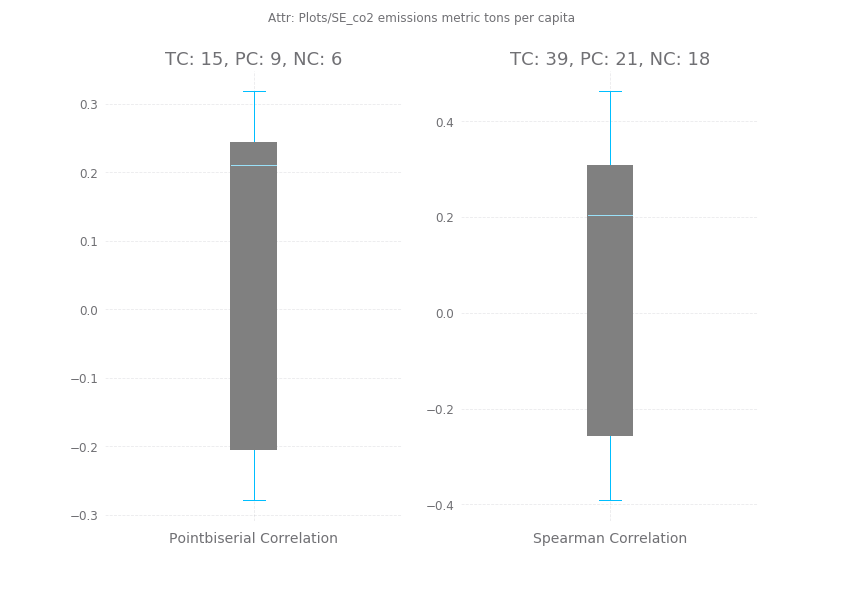 Attr: Plots/SE_co2 emissions metric tons per capita
TC: 15, PC: 9, NC: 6
0.3
0.2
0.1
0.0
−0.1
−0.2
−0.3
Pointbiserial Correlation
TC: 39, PC: 21, NC: 18
0.4
0.2
0.0
−0.2
−0.4
Spearman Correlation